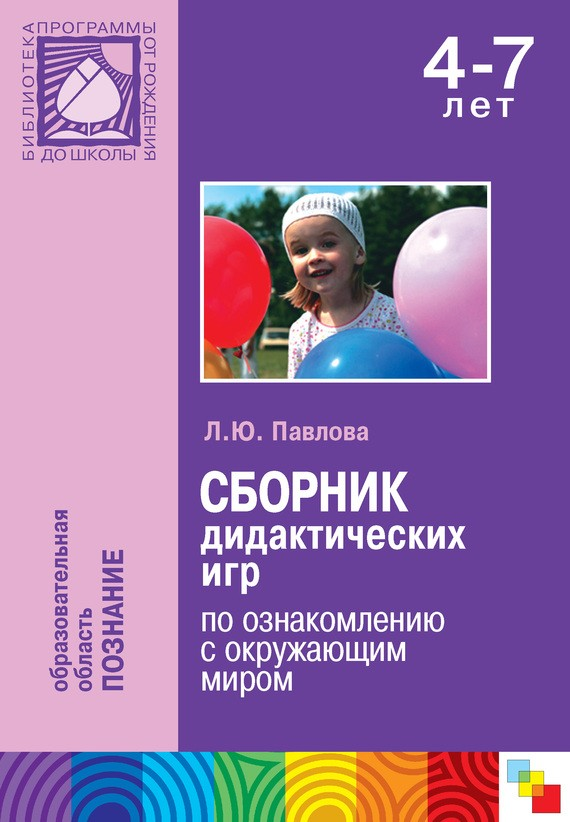 БИБЛИОТЕКА
ПРОГРАММЫ
ОТ РОЖДЕНИЯ
ДО ШКОЛЫ
4-7
лет
Л.Ю. Павлова
СБОРНИК
дидактических
игр
по ознакомлению
с окружающим
миром
образовательная
область
ПОЗНАНИЕ